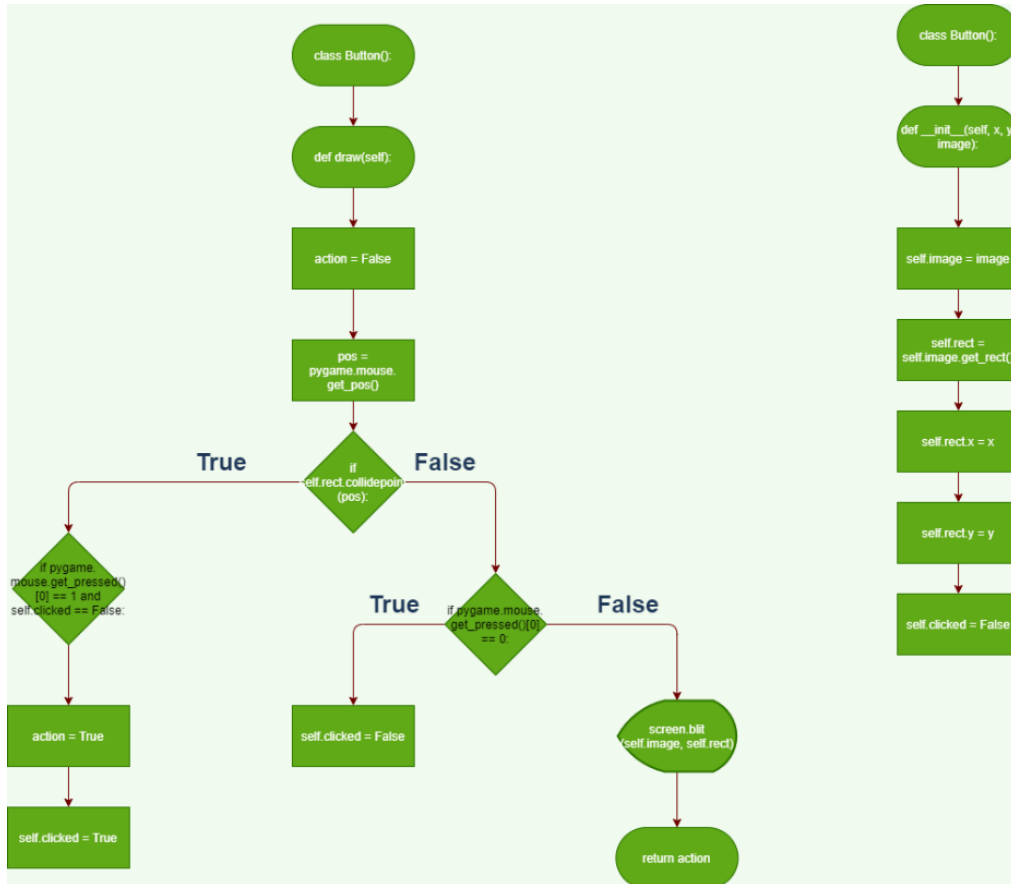 class Button():
def draw(self):
action = False
pos =
pygame.mouse.
get_pos()
True
False
if
self.rect.collidepoint
(pos):
if pygame.
mouse.get_pressed()
[0] == 1 and
self.clicked == False:
action = True
self.clicked = True
True
False
if pygame.mouse.
get_pressed()[0]
== 0:
self.clicked = False
screen.blit
(self.image, self.rect)
return action
class Button():
def __init__(self, x, y,
image):
self.image = image
self.rect =
self.image.get_rect()
self.rect.x = x
self.rect.y = y
self.clicked = False